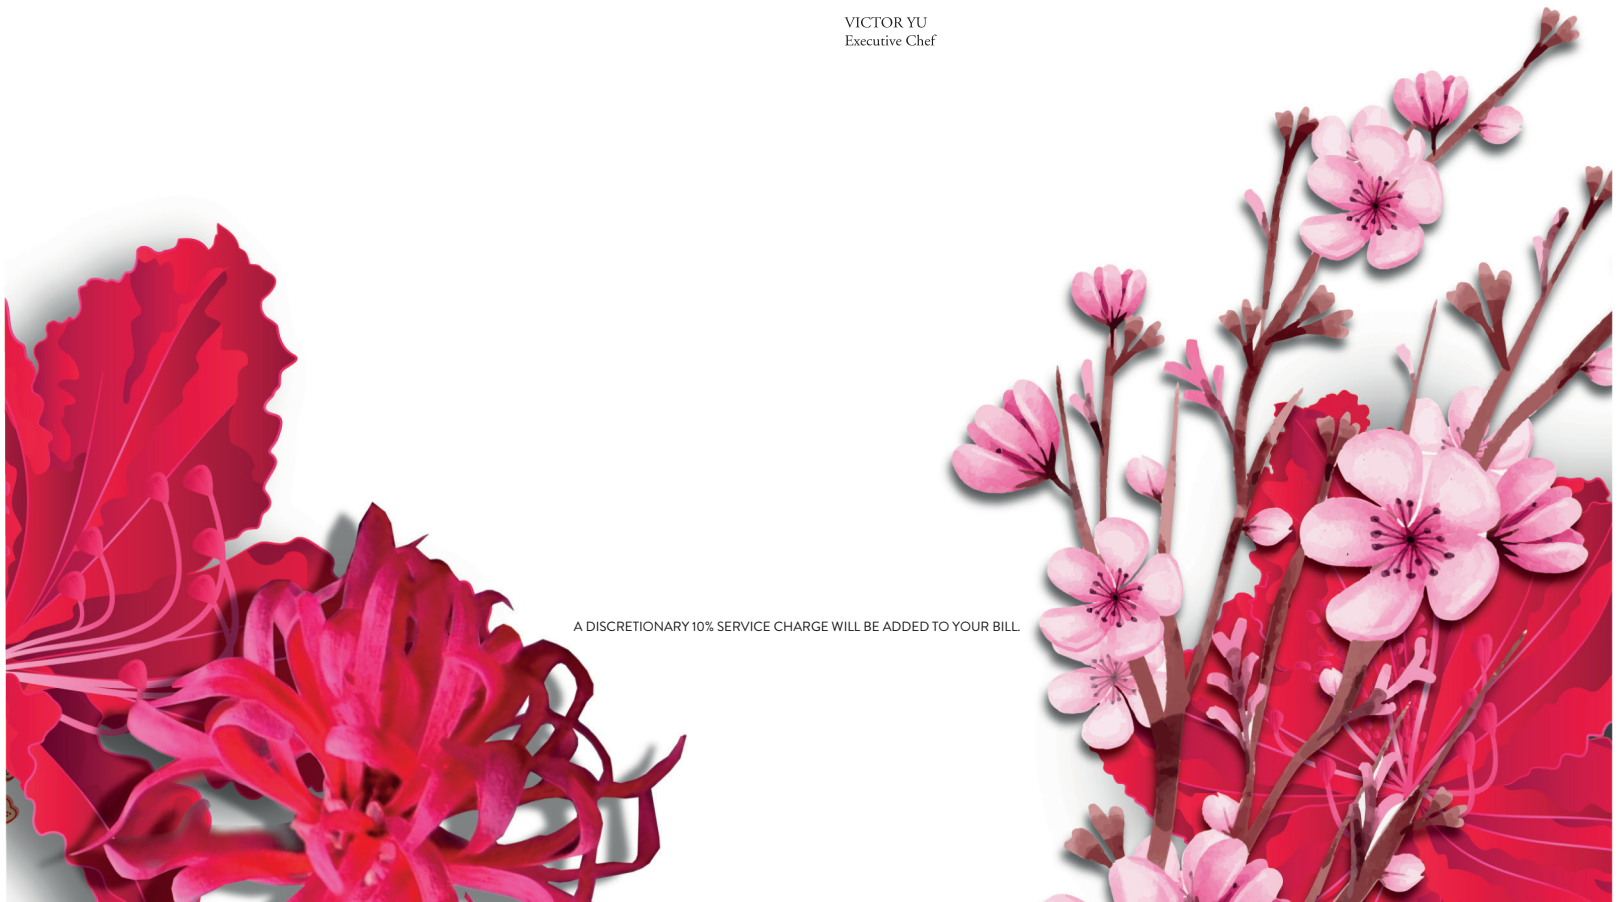 VICTOR YU
Executive Chef
A DISCRETIONARY 10% SERVICE CHARGE WILL BE ADDED TO YOUR BILL.